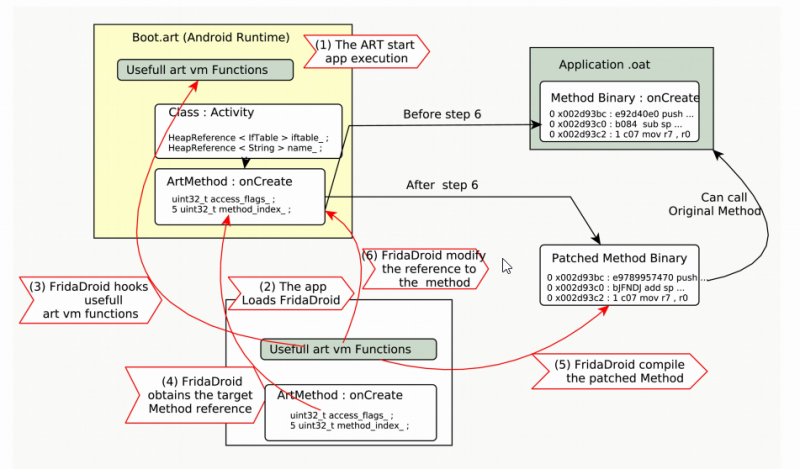 Boot.art (Android Runtime)
Usefull art vm Functions
(1) The ART start
app execution
Class : Activity
HeapReference < IfTable > iftable_ ;
HeapReference < String > name_ ;
ArtMethod : onCreate
uint32_t access_flags_ ;
5 uint32_t method_index_ ;
Before step 6
After step 6
Application .oat
Method Binary : onCreate
0 x002d93bc : e92d40e0 push ...
0 x002d93c0 : b084 sub sp ...
0 x002d93c2 : 1 c07 mov r7 , r0
Can call
Original Method
Patched Method Binary
0 x002d93bc : e9789957470 push...
0 x002d93c0 : bJFNDJ add sp ...
0 x002d93c2 : 1 c07 mov r7 , r0
(6) FridaDroid modify
the reference to
the method
(3) FridaDroid hooks
usefull
art vm functions
(2) The app
Loads FridaDroid
Usefull art vm Functions
(4) FridaDroid
obtains the target
Method reference
ArtMethod : onCreate
uint32_t access_flags_ ;
5 uint32_t method_index_ ;
(5) FridaDroid compile
the patched Method